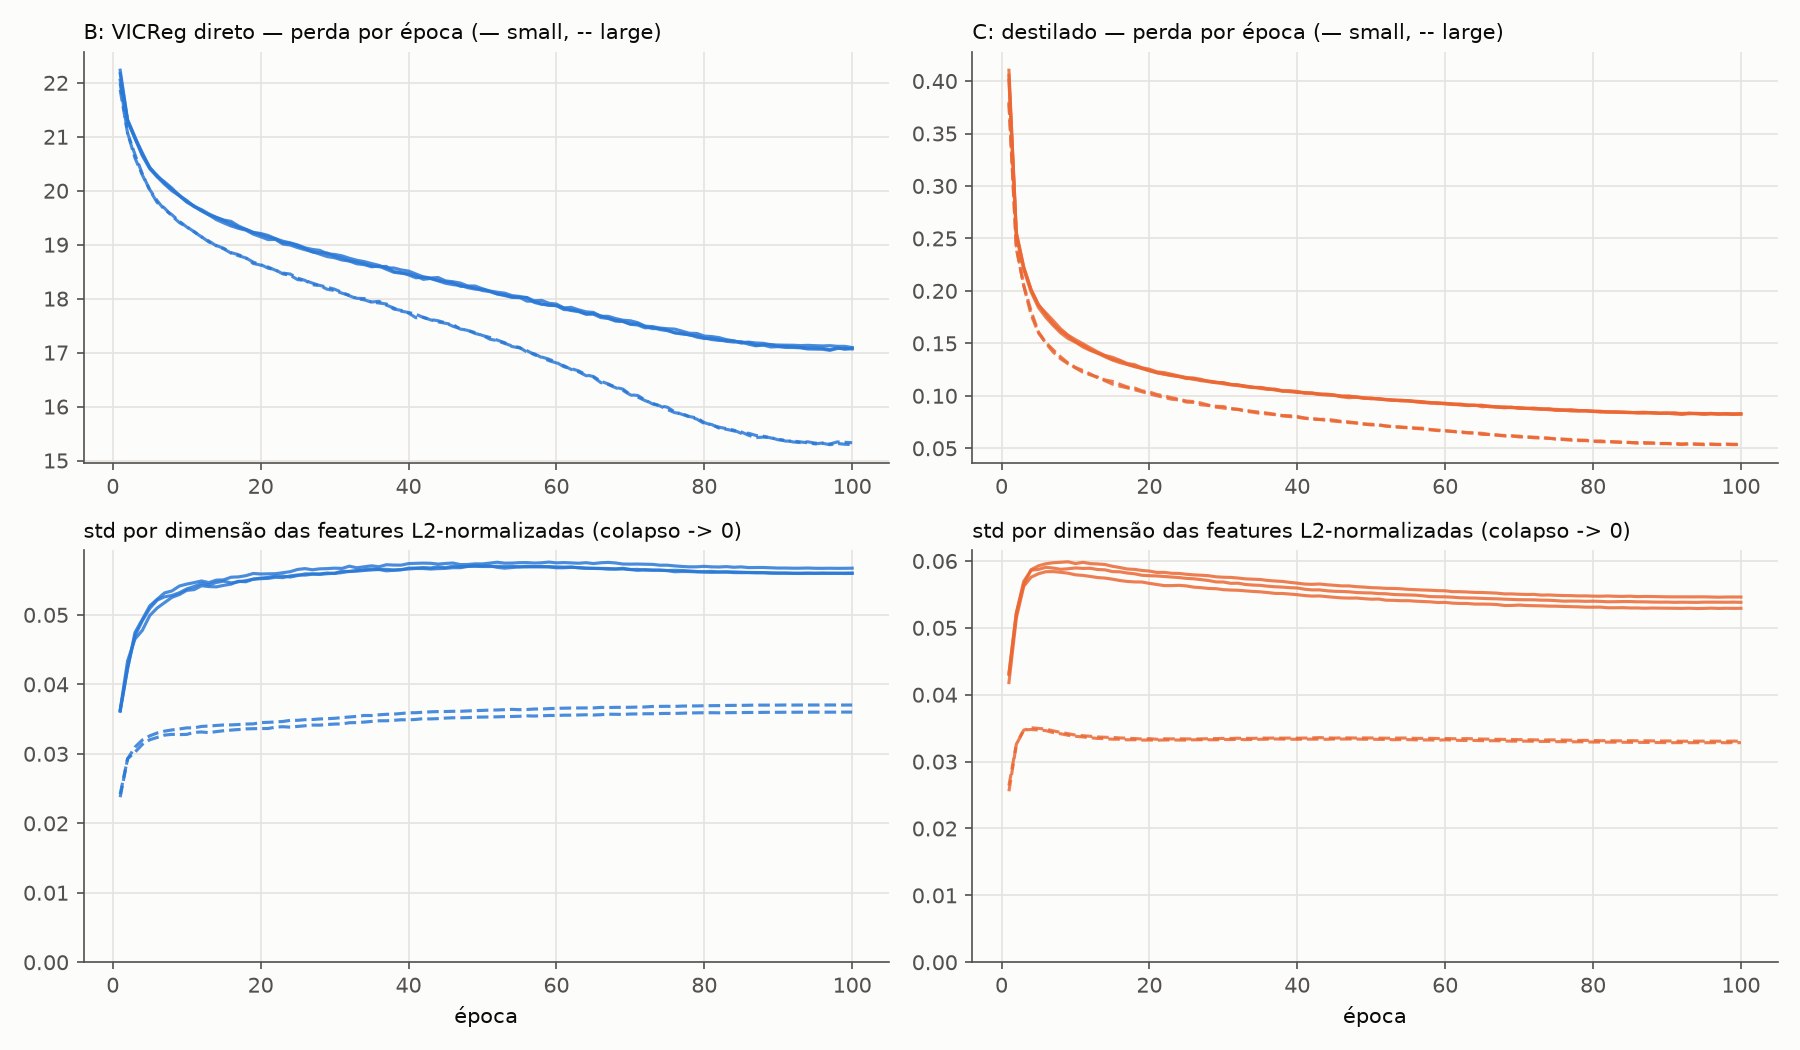 B: VICReg direto — perda por época (— small, -- large)
22
21
20
19
18
17
16
15
0 20 40 60 80 100
C: destilado — perda por época (— small, -- large)
0.40
0.35
0.30
0.25
0.20
0.15
0.10
0.05
0 20 40 60 80 100
std por dimensão das features L2-normalizadas (colapso -> 0)
0.05
0.04
0.03
0.02
0.01
0.00
0 20 40 60 80 100
época
std por dimensão das features L2-normalizadas (colapso -> 0)
0.06
0.05
0.04
0.03
0.02
0.01
0.00
0 20 40 60 80 100
época